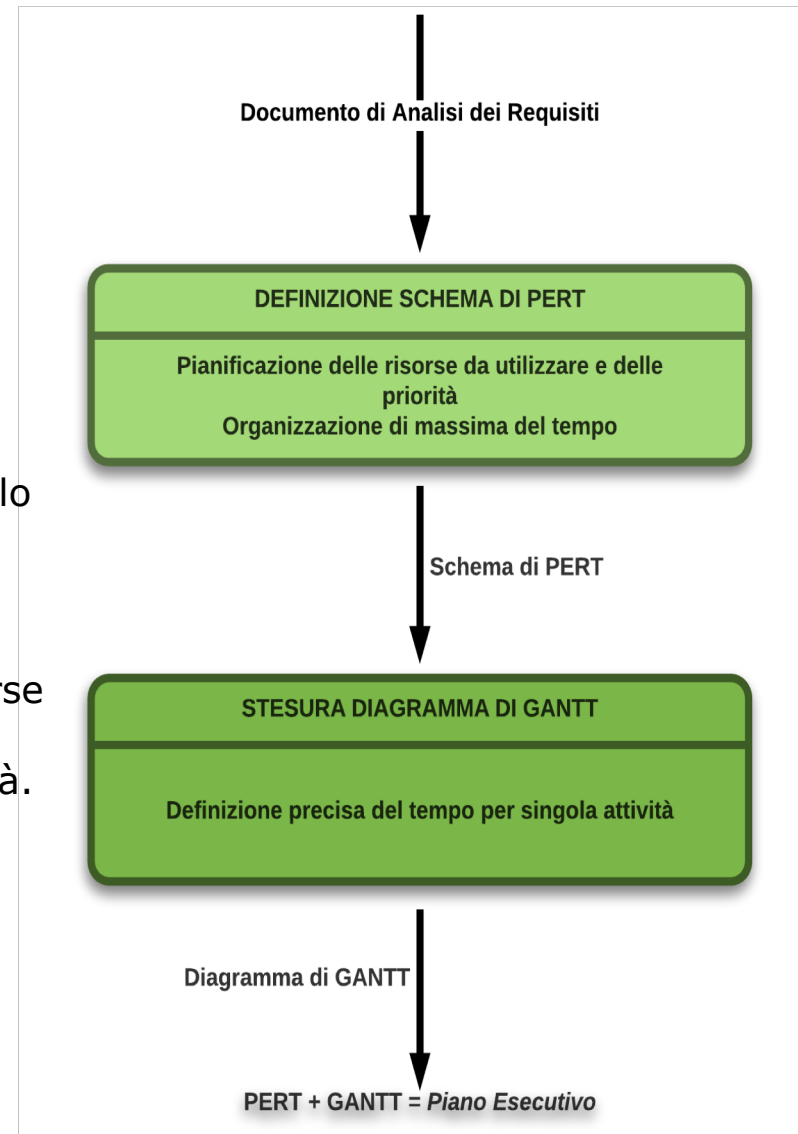 Documento di Analisi dei Requisiti
DEFINIZIONE SCHEMA DI PERT
Pianificazione delle risorse da utilizzare e delle
priorità
Organizzazione di massima del tempo
lo
Schema di PERT
rse
STESURA DIAGRAMMA DI GANTT
à.
Definizione precisa del tempo per singola attività
Diagramma di GANTT
PERT + GANTT = Piano Esecutivo